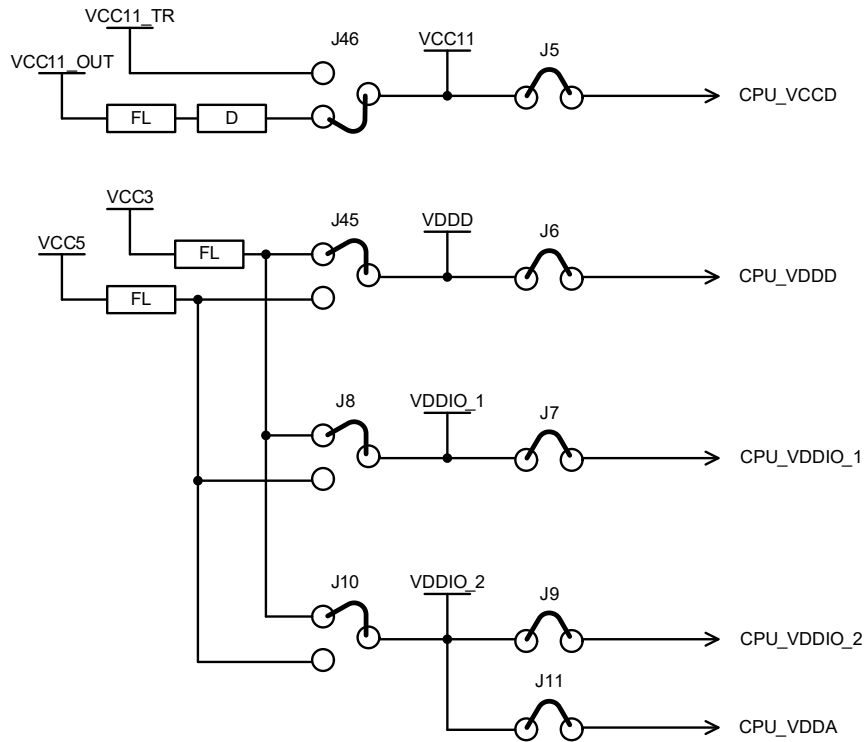 VCC11_TR
J46
VCC11
J5
VCC11_OUT
CPU_VCCD
FL
D
VCC3
J45
VDDD
J6
VCC5
FL
CPU_VDDD
FL
J8
VDDIO_1
J7
CPU_VDDIO_1
J10
VDDIO_2
J9
CPU_VDDIO_2
J11
CPU_VDDA